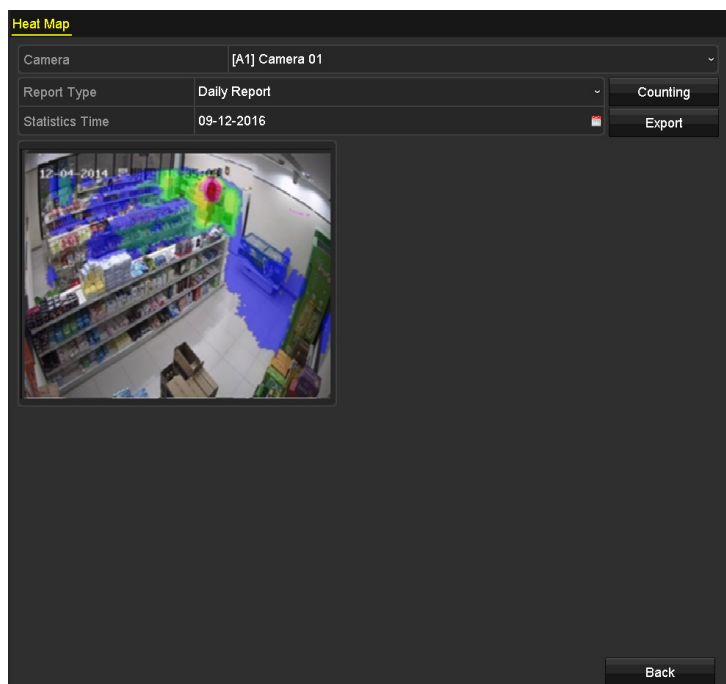 Heat Map
Camera [A1] Camera 01
Report Type Daily Report
Counting
Statistics Time 09-12-2016
Export
12-04-2014
Back